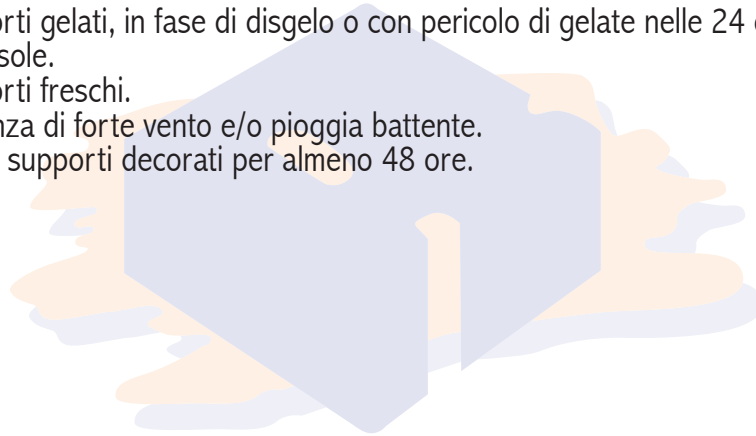 orti gelati, in fase di disgelo o con pericolo di gelate nelle 24
sole.
orti freschi.
nza di forte vento e/o pioggia battente.
supporti decorati per almeno 48 ore.